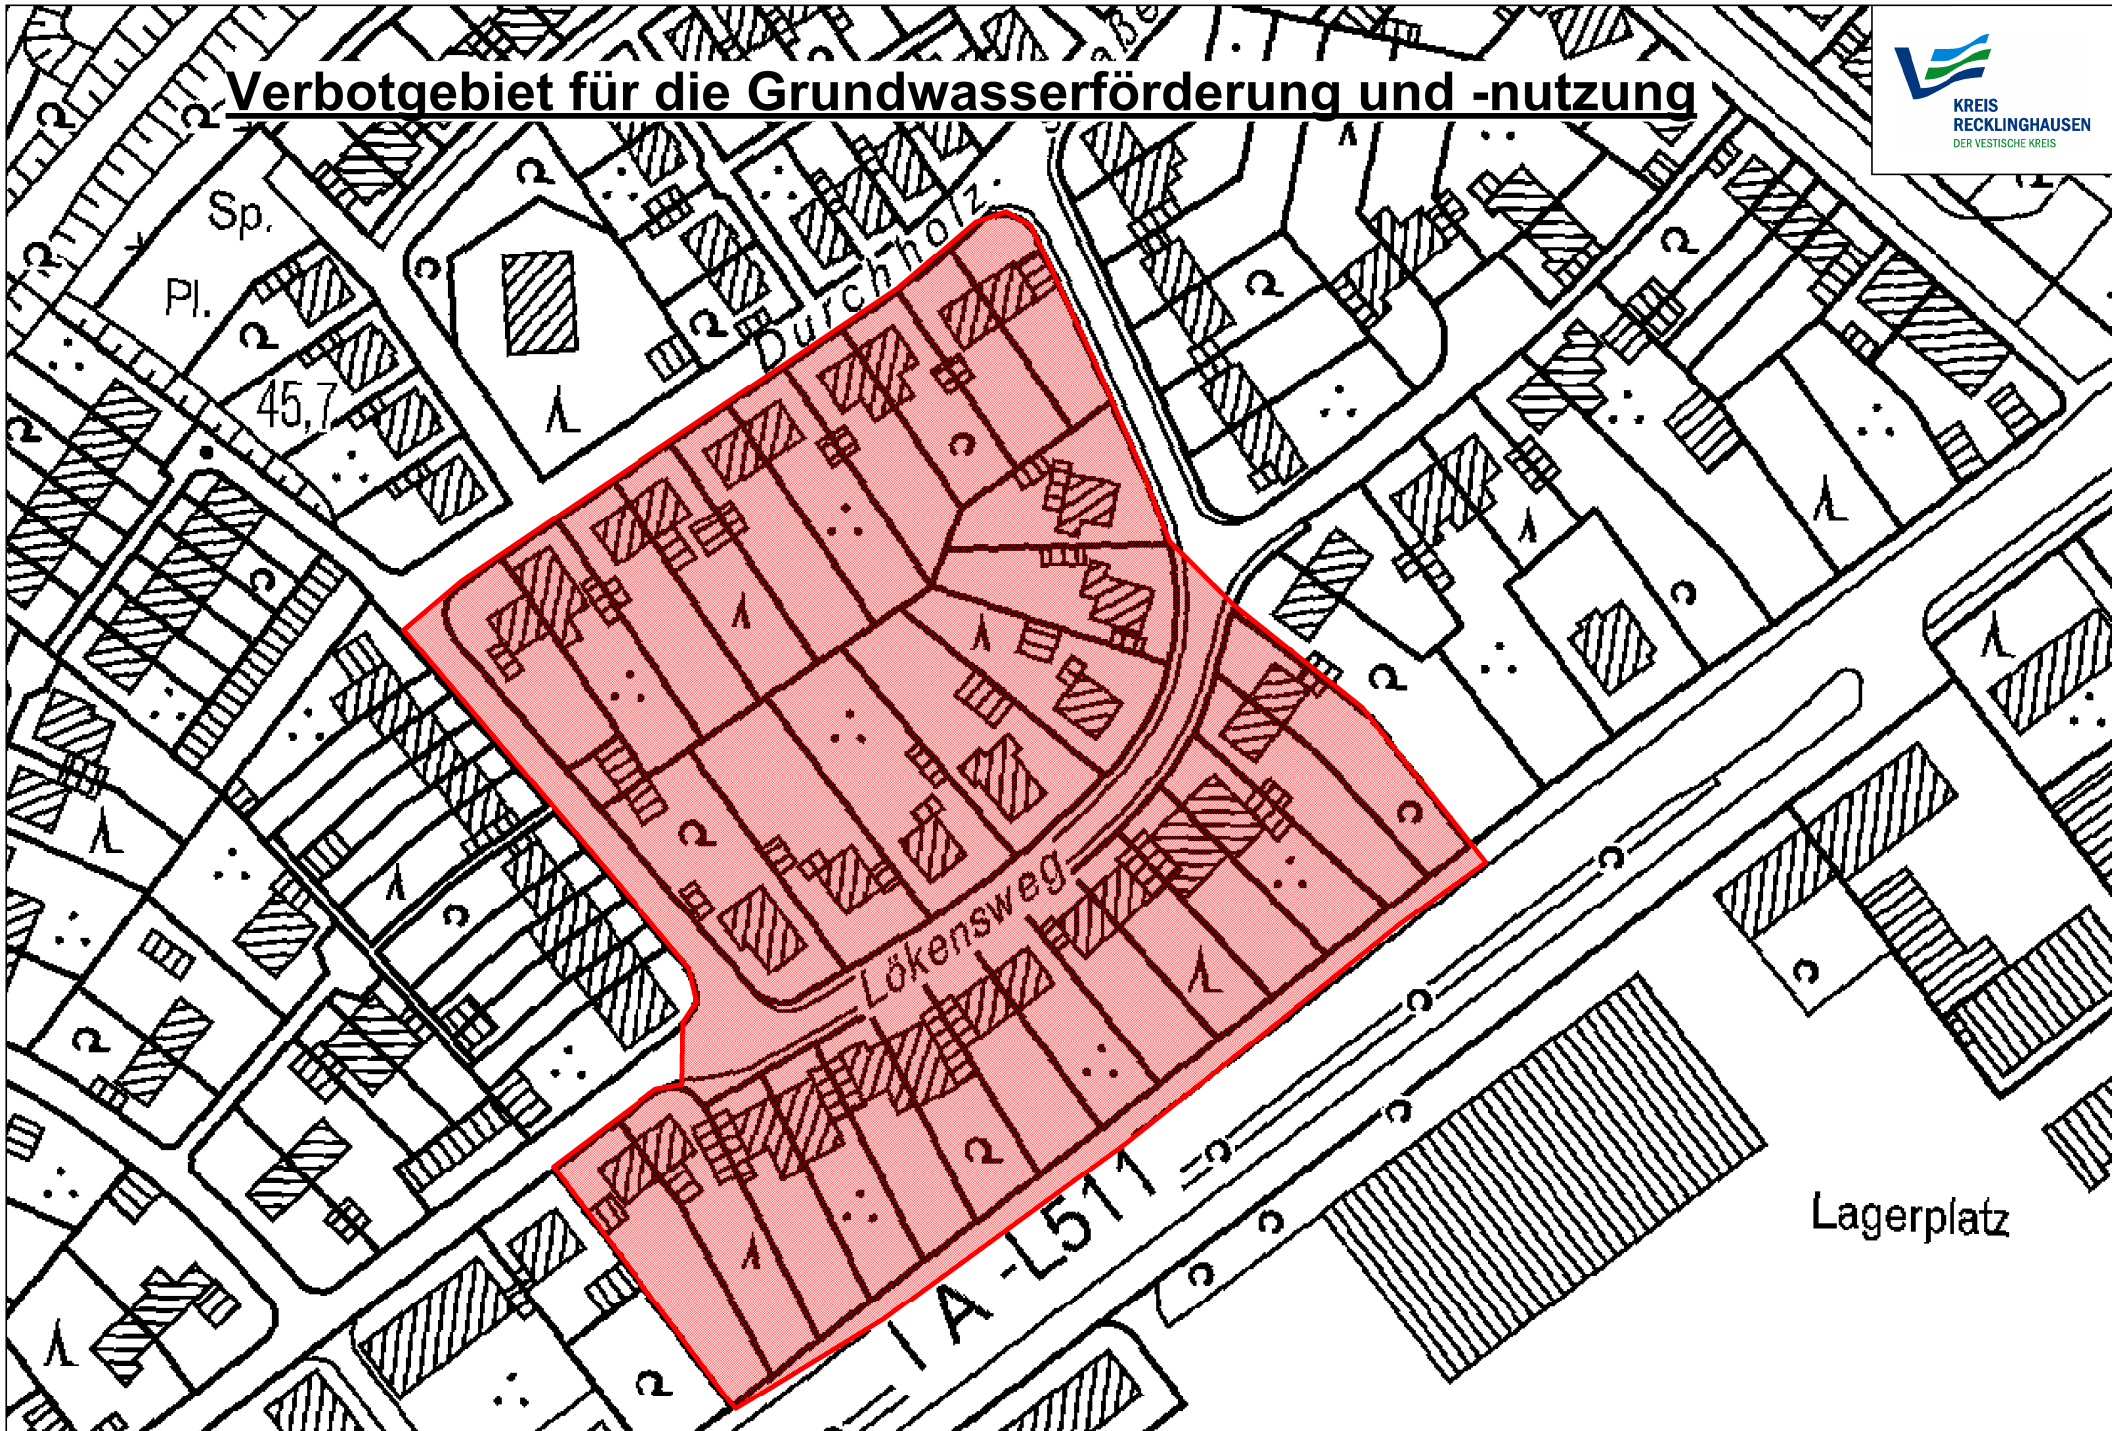 Verbotgebiet für die Grundwasserförderung und -nutzung
KREIS
RECKLINGHAUSEN
DER VESTISCHE KREIS
Sp.
Pl.
45,7
Durchholz.
Lökensweg
I A -L511
Lagerplatz